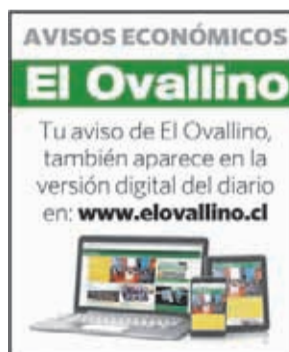 AVISOS ECONÓMICOS
El Ovallino
Tu aviso de El Ovallino,
también aparece en la
versión digital del diario
en: www.elovallino.cl